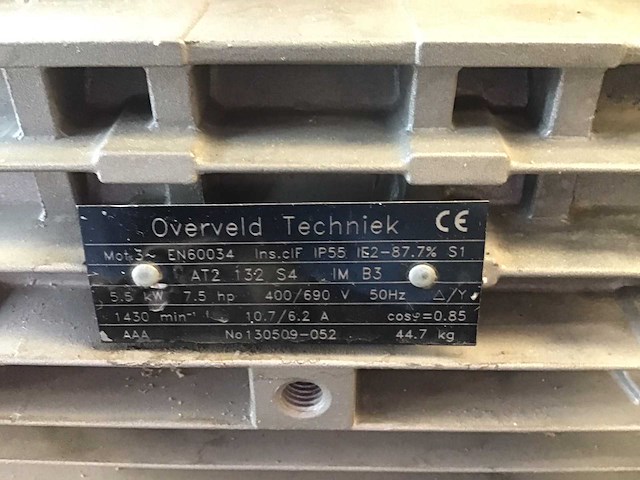 Overveld Techniek CE
Mot.3~ EN60034 Ins.clF IP55 IE2-87.7% S1
AT2 132 S4 IM B3
5.5 kW 7.5 hp 400/690 V 50Hz △/Y
1430 min⁻¹ 10.7/6.2 A cosφ=0.85
AAA No130509-052 44.7 kg